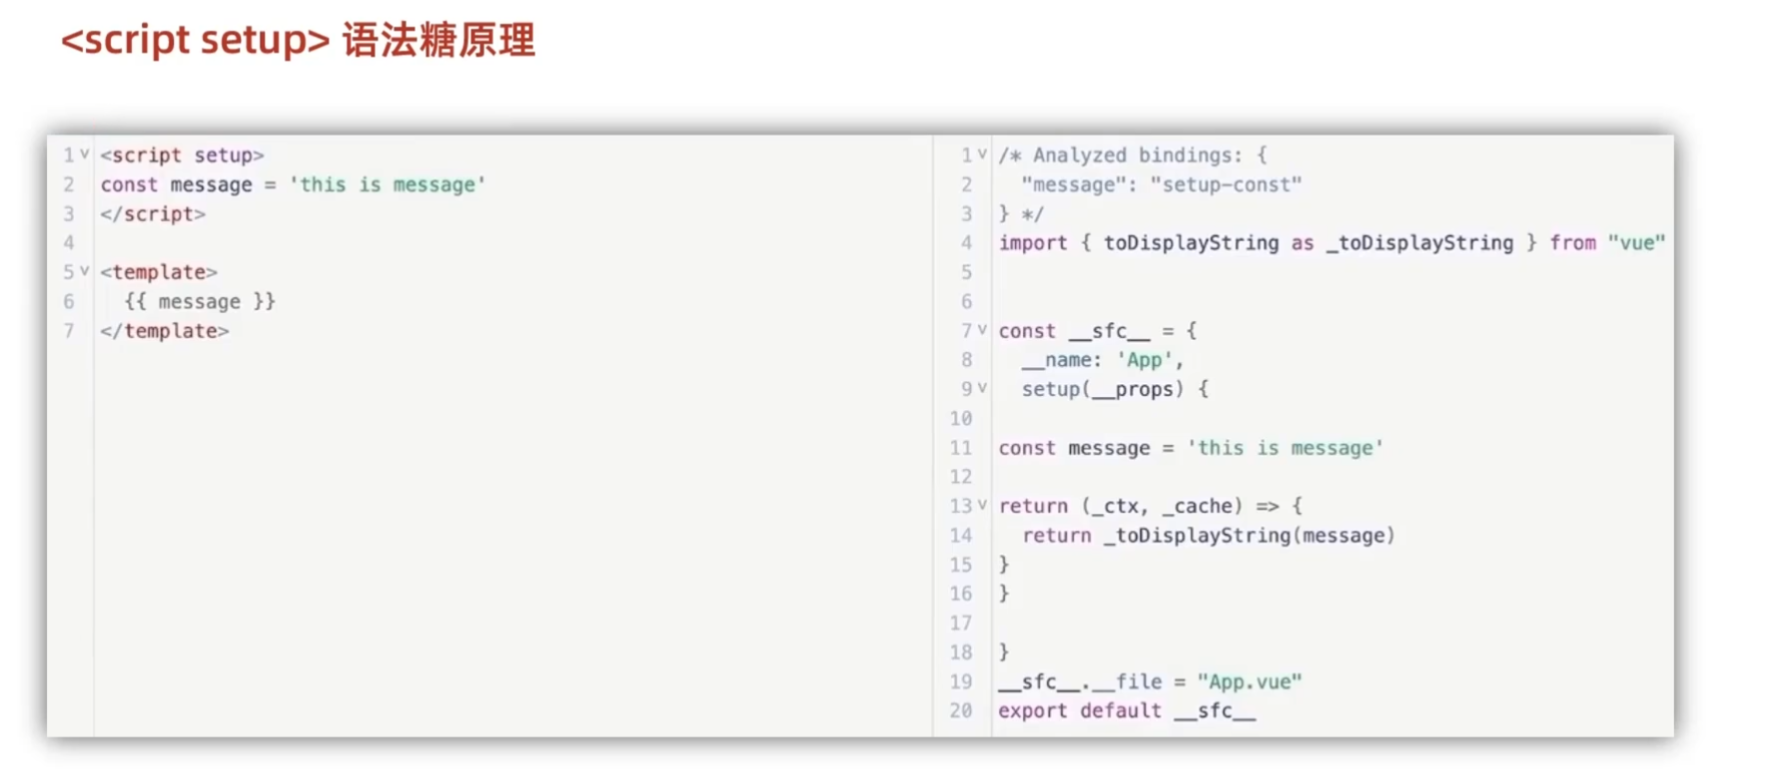 <script setup> 语法糖原理
1 <script setup>
2 const message = 'this is message'
3 </script>
4
5 <template>
6   {{ message }}
7 </template>
1 /* Analyzed bindings: {
2   "message": "setup-const"
3 } */
4 import { toDisplayString as _toDisplayString } from "vue"
5
6
7 const __sfc__ = {
8   __name: 'App',
9   setup(__props) {
10
11 const message = 'this is message'
12
13 return (_ctx, _cache) => {
14   return _toDisplayString(message)
15 }
16 }
17
18 }
19 __sfc__.__file = "App.vue"
20 export default __sfc__